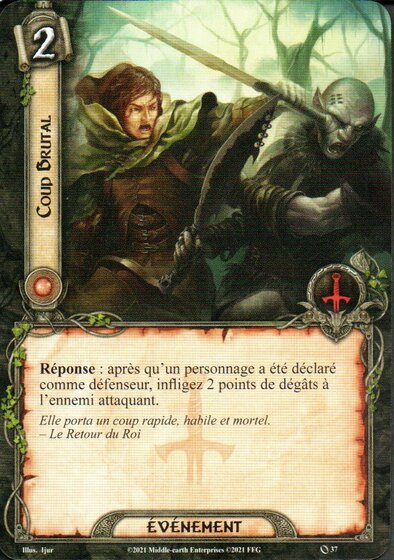 2
COUP BRUTAL
Réponse : après qu'un personnage a été déclaré
comme défenseur, infligez 2 points de dégâts à
l'ennemi attaquant.
Elle porta un coup rapide, habile et mortel.
– Le Retour du Roi
ÉVÉNEMENT
Illus. Ijur
©2021 Middle-earth Enterprises ©2021 FFG
37